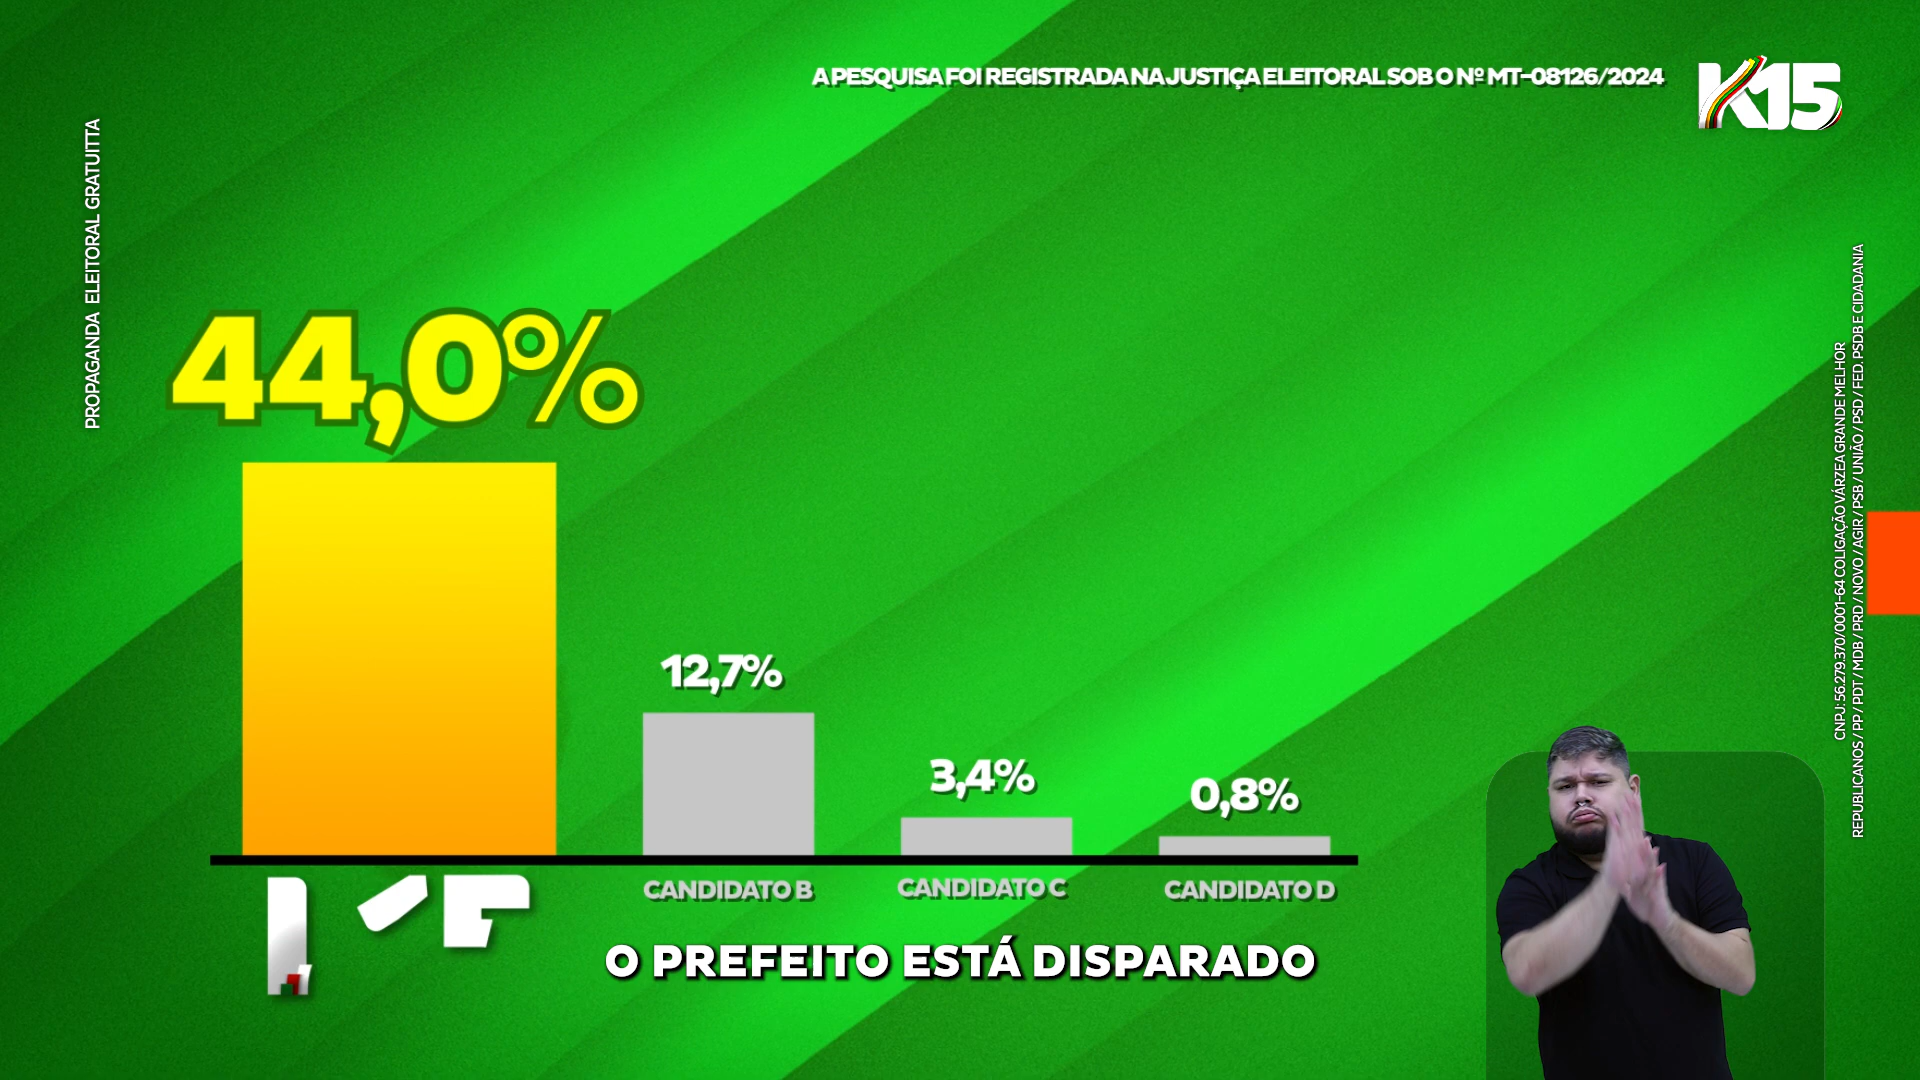 A PESQUISA FOI REGISTRADA NA JUSTIÇA ELEITORAL SOB O Nº MT-08126/2024
K15
PROPAGANDA ELEITORAL GRATUITTA
44,0%
12,7%
3,4%
0,8%
CANDIDATO B
CANDIDATO C
CANDIDATO D
O PREFEITO ESTÁ DISPARADO
CNPJ: 56.279.370/0001-64 COLIGAÇÃO VÁRZEA GRANDE MELHOR
REPUBLICANOS / PP / PDT / MDB / PRD / NOVO / AGIR / PSB / UNIÃO / PSD / FED. PSDB E CIDADANIA